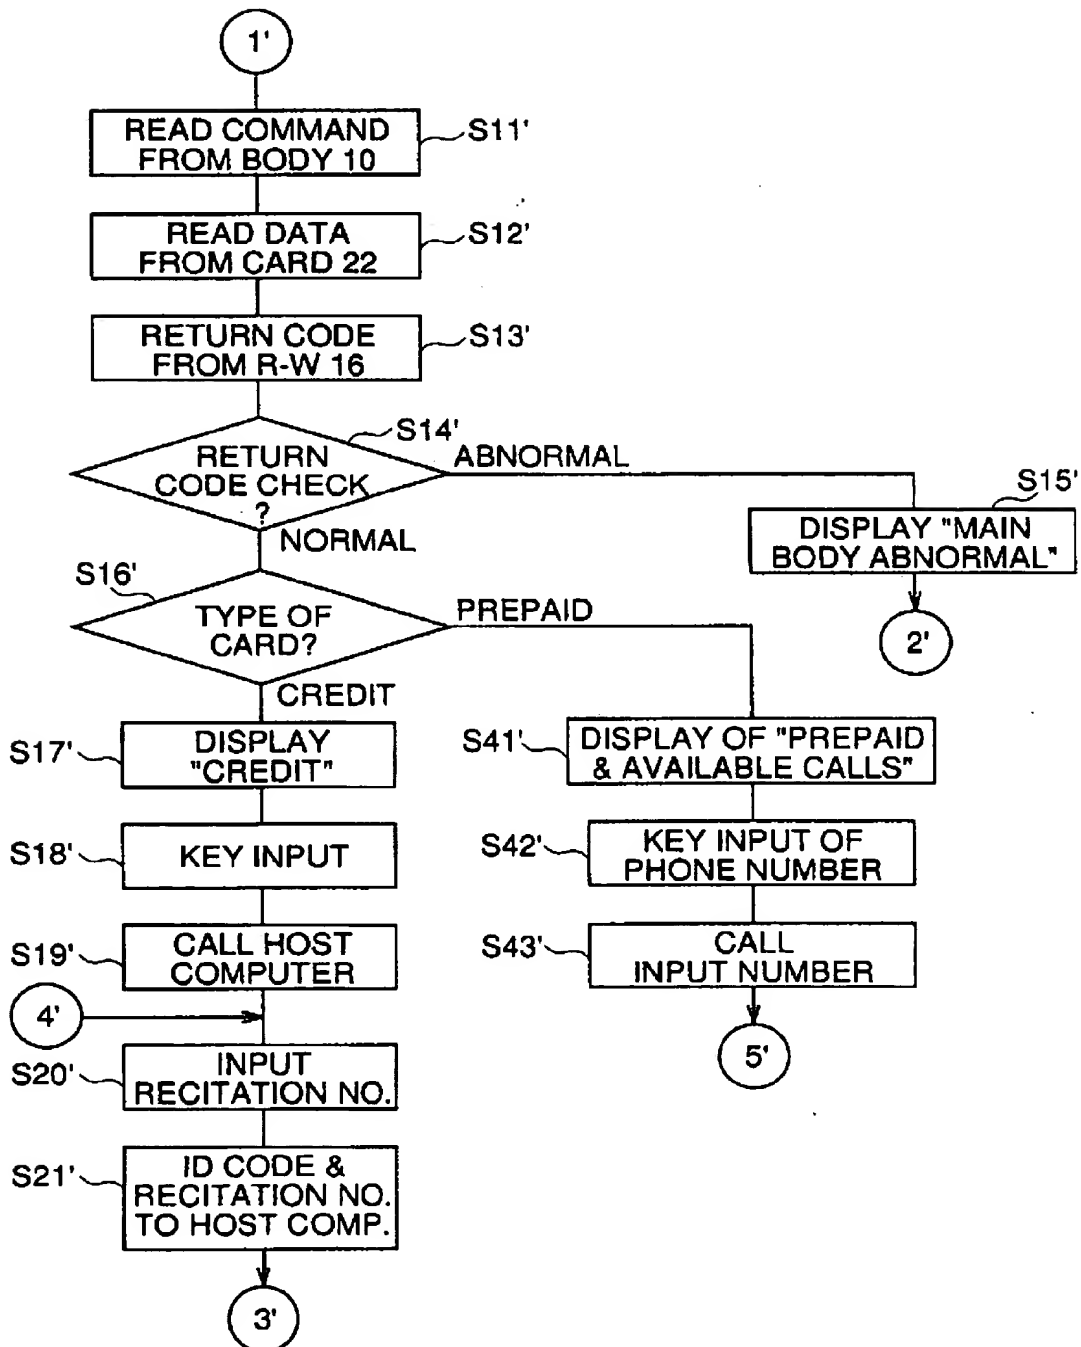 1'
READ COMMAND
FROM BODY 10
S11'
READ DATA
FROM CARD 22
S12'
RETURN CODE
FROM R-W 16
S13'
RETURN
CODE CHECK
?
S14'
ABNORMAL
NORMAL
S15'
DISPLAY "MAIN
BODY ABNORMAL"
2'
S16'
TYPE OF
CARD?
PREPAID
CREDIT
S17'
DISPLAY
"CREDIT"
S41'
DISPLAY OF "PREPAID
& AVAILABLE CALLS"
S18'
KEY INPUT
S42'
KEY INPUT OF
PHONE NUMBER
S19'
CALL HOST
COMPUTER
S43'
CALL
INPUT NUMBER
4'
5'
S20'
INPUT
RECITATION NO.
S21'
ID CODE &
RECITATION NO.
TO HOST COMP.
3'